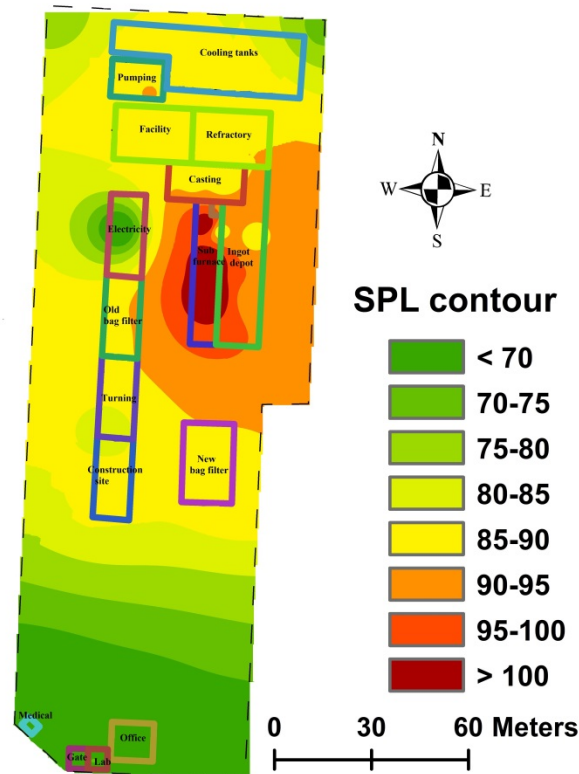 Cooling tanks
Pumping
Facility
Refractory
Casting
Electricity
furnace
Ingot
depot
Old
bag filter
Turning
New
bag filter
Construction
site
Medical
Gate
Lab
Office
N
W
E
S
SPL contour
< 70
70-75
75-80
80-85
85-90
90-95
95-100
> 100
0 30 60 Meters